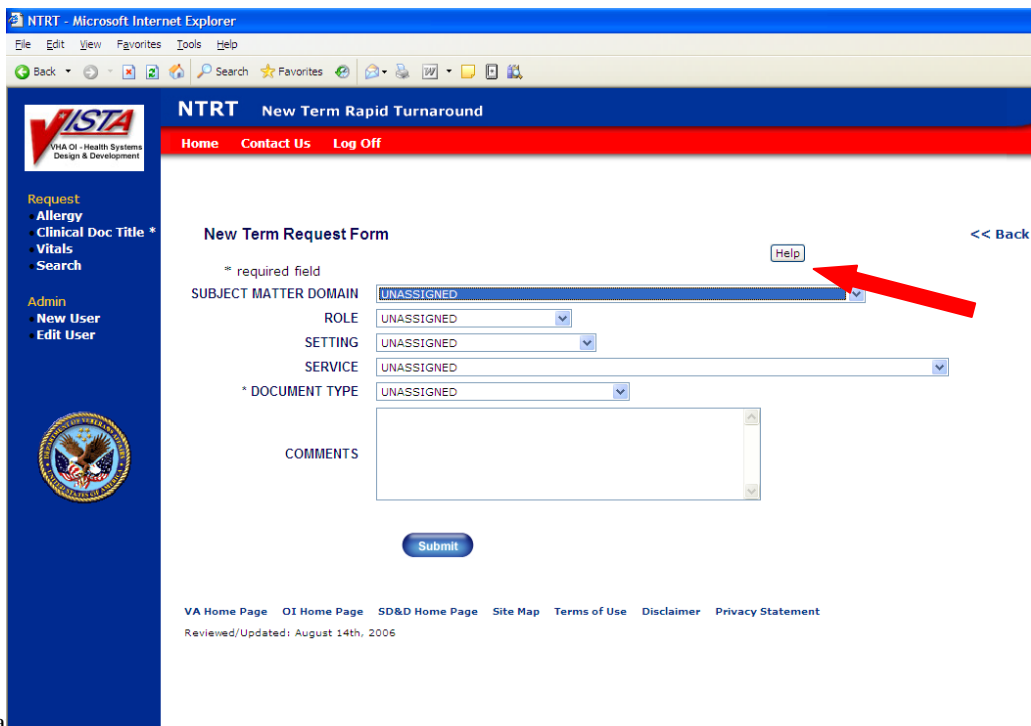 NTRT - Microsoft Internet Explorer
File Edit View Favorites Tools Help
Back Search Favorites
VISTA
VHA OI - Health Systems
Design & Development
NTRT New Term Rapid Turnaround
Home Contact Us Log Off
Request
Allergy
Clinical Doc Title *
Vitals
Search
Admin
New User
Edit User
New Term Request Form
<< Back
Help
* required field
SUBJECT MATTER DOMAIN UNASSIGNED
ROLE UNASSIGNED
SETTING UNASSIGNED
SERVICE UNASSIGNED
* DOCUMENT TYPE UNASSIGNED
COMMENTS
Submit
VA Home Page OI Home Page SD&D Home Page Site Map Terms of Use Disclaimer Privacy Statement
Reviewed/Updated: August 14th, 2006